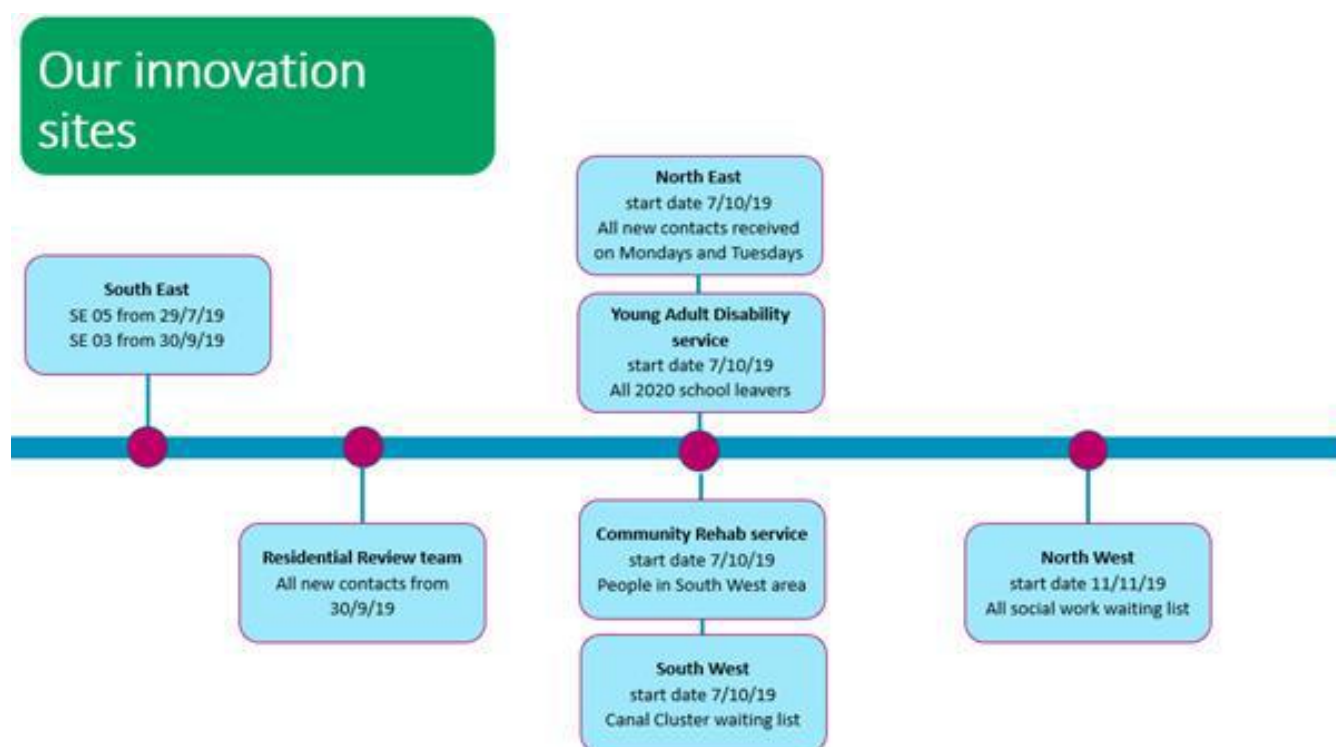 Our innovation
sites
South East
SE 05 from 29/7/19
SE 03 from 30/9/19
Residential Review team
All new contacts from
30/9/19
North East
start date 7/10/19
All new contacts received
on Mondays and Tuesdays
Young Adult Disability
service
start date 7/10/19
All 2020 school leavers
Community Rehab service
start date 7/10/19
People in South West area
South West
start date 7/10/19
Canal Cluster waiting list
North West
start date 11/11/19
All social work waiting list